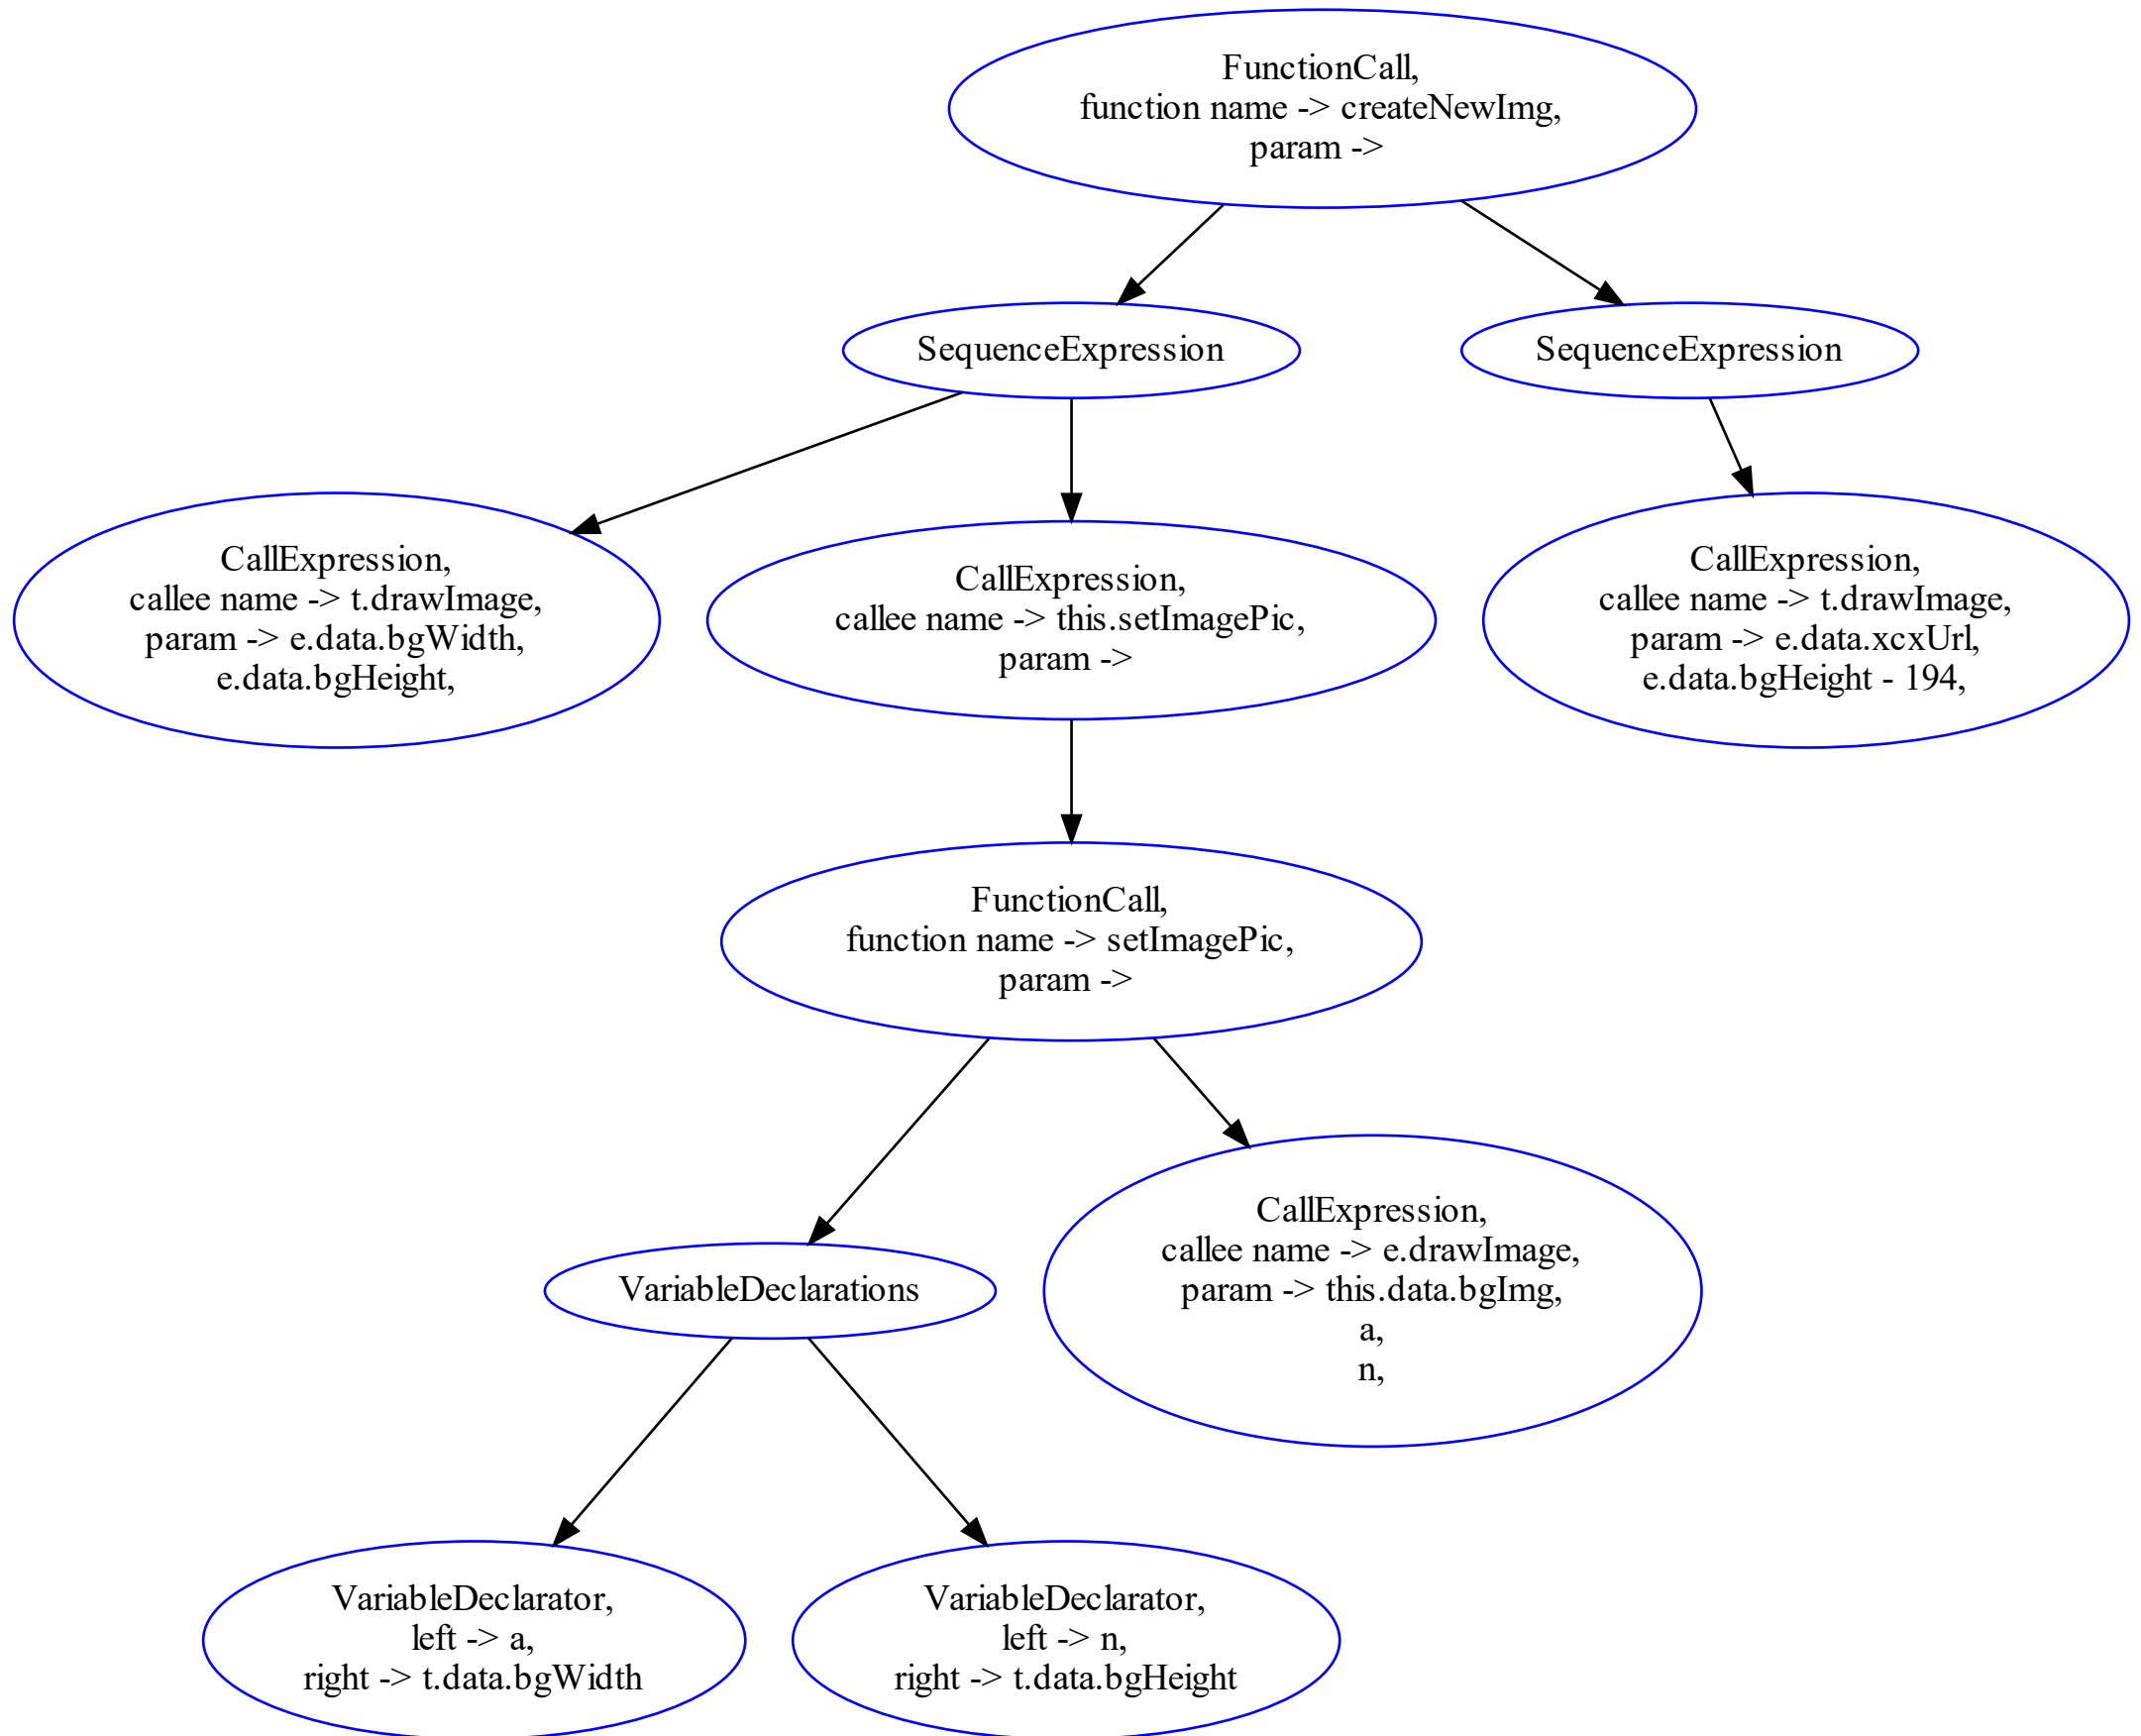 FunctionCall,
function name -> createNewImg,
param ->
SequenceExpression
SequenceExpression
CallExpression,
callee name -> t.drawImage,
param -> e.data.bgWidth,
e.data.bgHeight,
CallExpression,
callee name -> this.setImagePic,
param ->
CallExpression,
callee name -> t.drawImage,
param -> e.data.xcxUrl,
e.data.bgHeight - 194,
FunctionCall,
function name -> setImagePic,
param ->
VariableDeclarations
CallExpression,
callee name -> e.drawImage,
param -> this.data.bgImg,
a,
n,
VariableDeclarator,
left -> a,
right -> t.data.bgWidth
VariableDeclarator,
left -> n,
right -> t.data.bgHeight